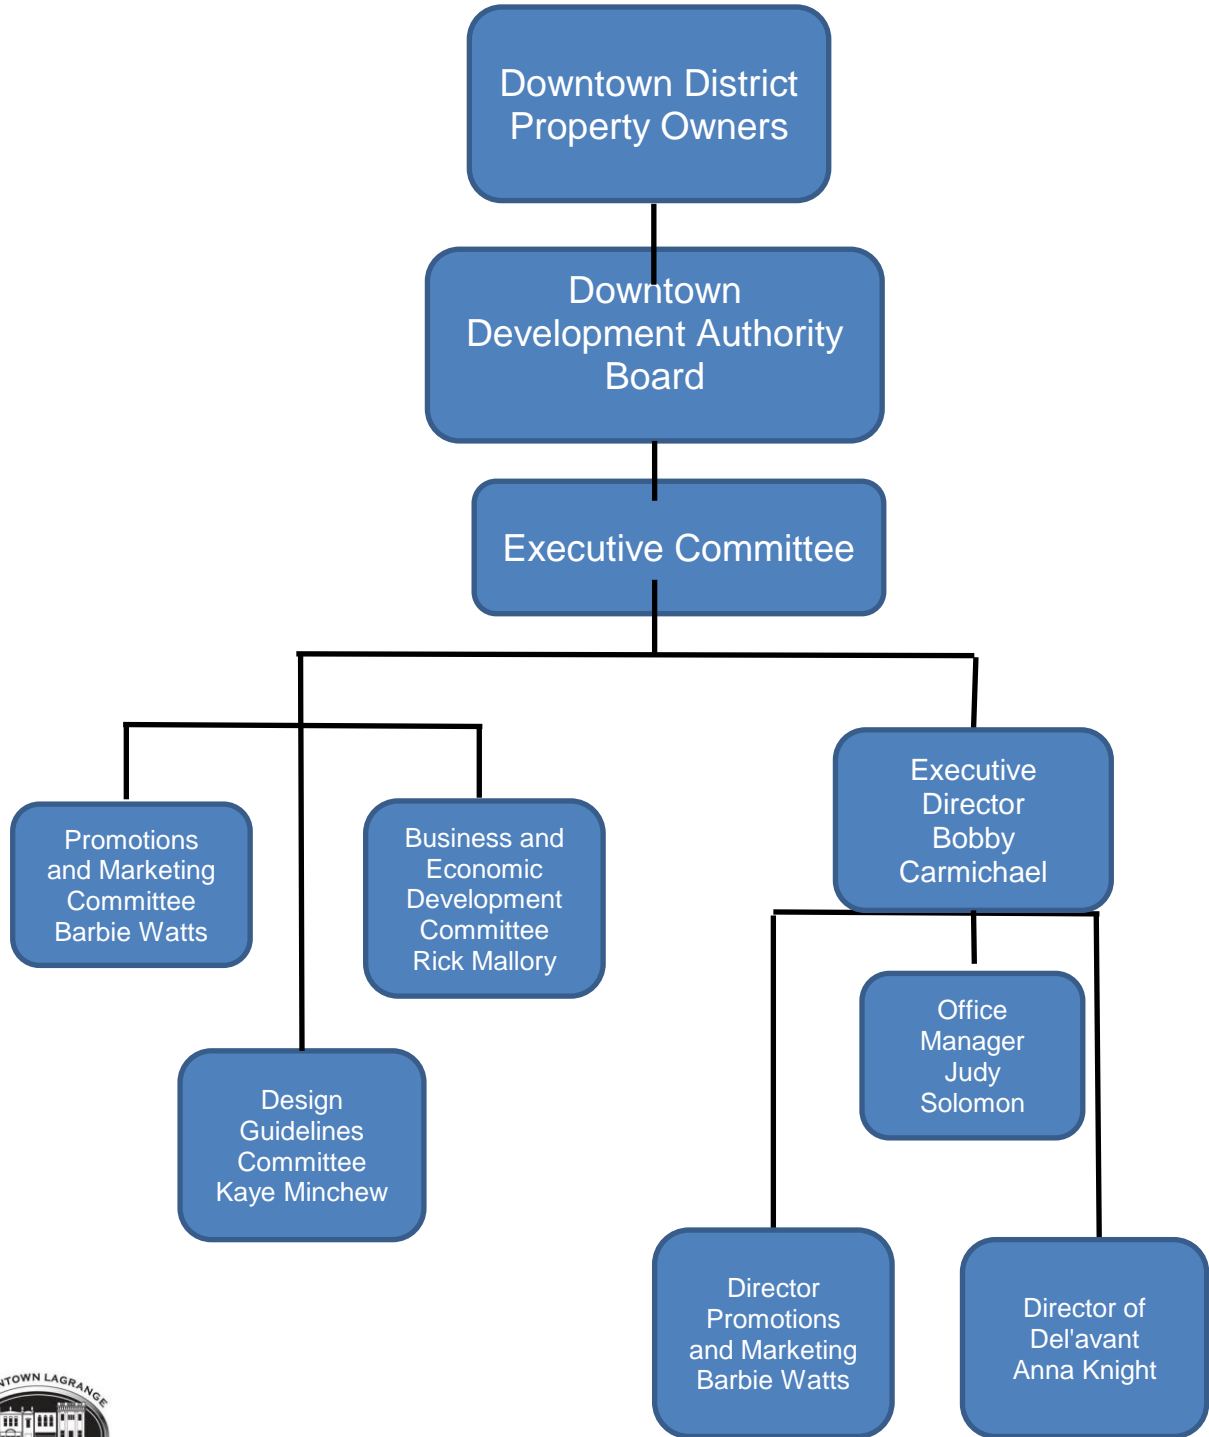 Downtown District
Property Owners
Downtown
Development Authority
Board
Executive Committee
Executive
Director
Bobby
Carmichael
Promotions
and Marketing
Committee
Barbie Watts
Business and
Economic
Development
Committee
Rick Mallory
Office
Manager
Judy
Solomon
Design
Guidelines
Committee
Kaye Minchew
Director
Promotions
and Marketing
Barbie Watts
Director of
Del'avant
Anna Knight
LAGRANGE